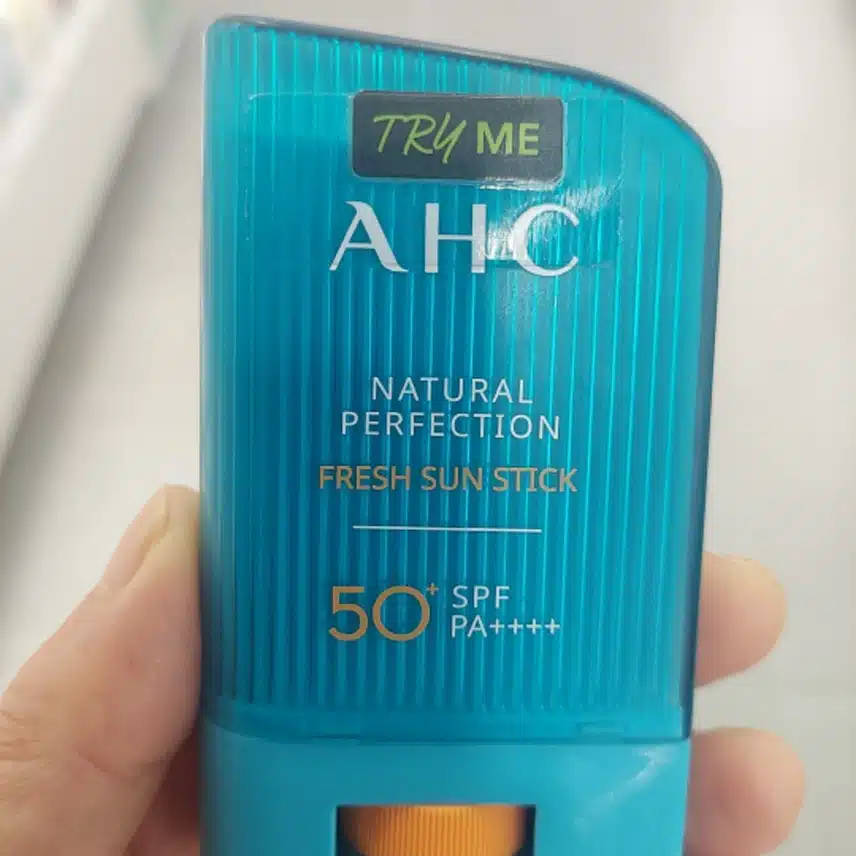 TRY ME
AHC
NATURAL
PERFECTION
FRESH SUN STICK
50+ SPF
PA++++